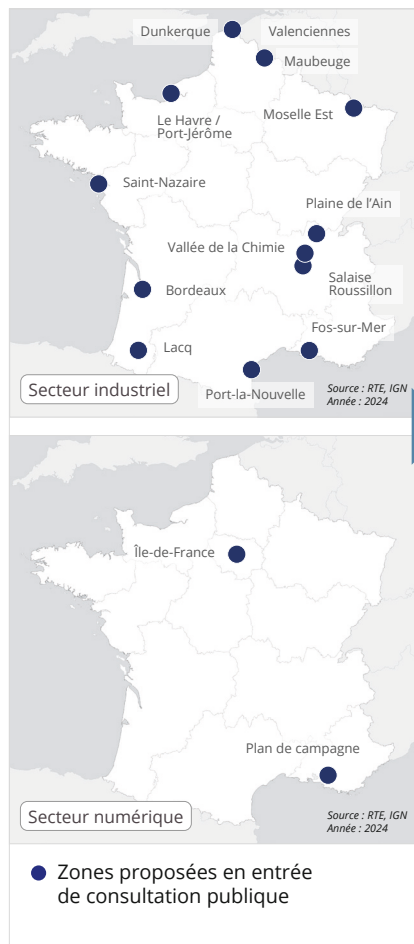 Dunkerque
Valenciennes
Maubeuge
Le Havre /
Port-Jérôme
Moselle Est
Saint-Nazaire
Plaine de l’Ain
Vallée de la Chimie
Salaise
Roussillon
Bordeaux
Fos-sur-Mer
Lacq
Port-la-Nouvelle
Secteur industriel
Source : RTE, IGN
Année : 2024
Île-de-France
Plan de campagne
Secteur numérique
Source : RTE, IGN
Année : 2024
Zones proposées en entrée
de consultation publique